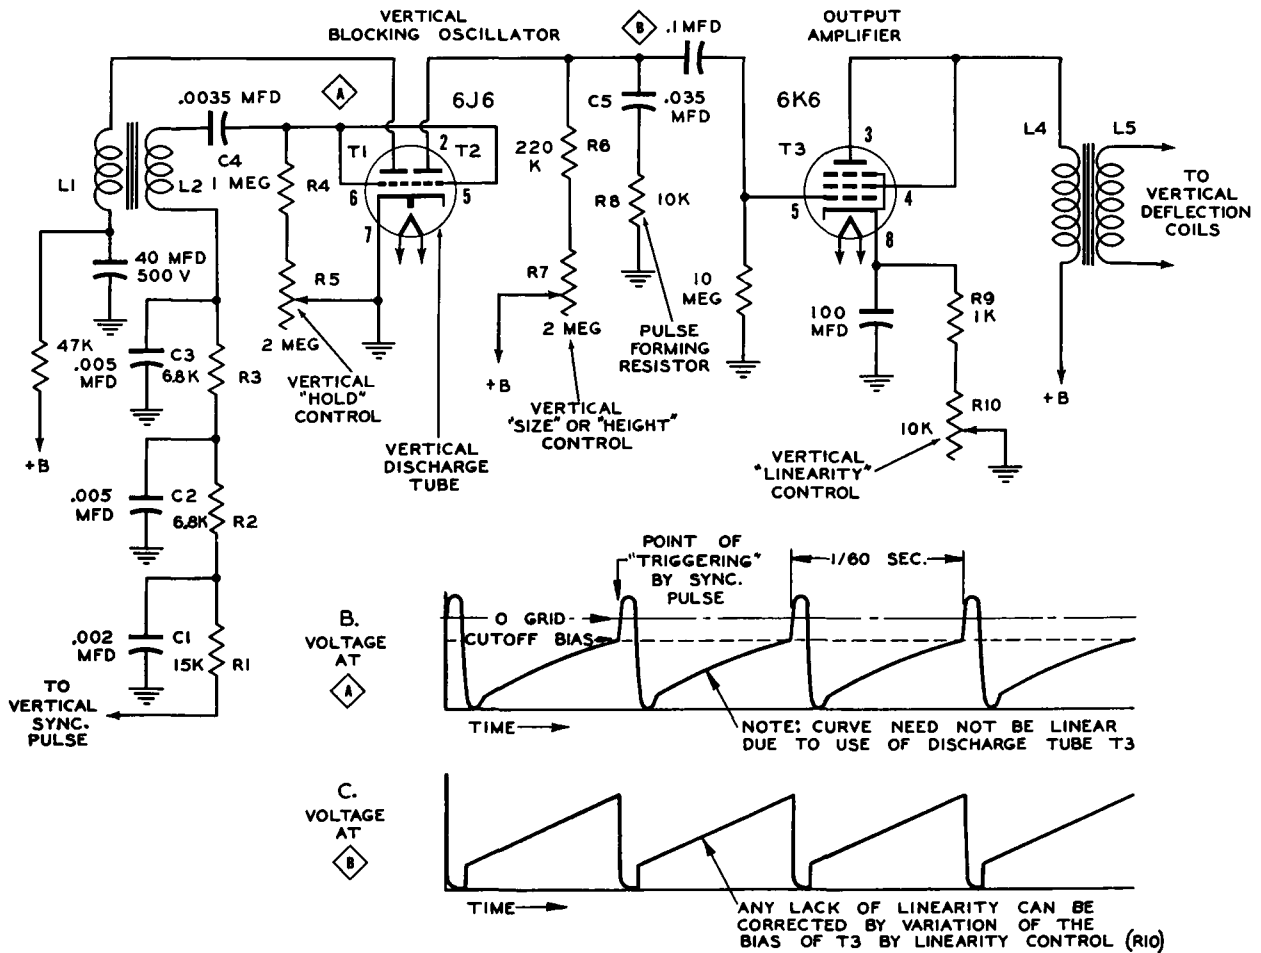 VERTICAL
BLOCKING OSCILLATOR
B
.1MFD
OUTPUT
AMPLIFIER
.0035 MFD
A
6J6
C5
.035
MFD
6K6
3
L4
L5
C4
L1
L2
1 MEG
R4
T1
2
T2
6
5
7
220
K
R6
R8
10K
T3
5
4
8
TO
VERTICAL
DEFLECTION
COILS
40 MFD
500 V
R5
2 MEG
R7
2 MEG
10
MEG
100
MFD
R9
1K
47K
.005
MFD
C3
6.8K
R3
VERTICAL
"HOLD"
CONTROL
+B
PULSE
FORMING
RESISTOR
VERTICAL
"SIZE" OR "HEIGHT"
CONTROL
+B
R10
10K
+B
VERTICAL
DISCHARGE
TUBE
VERTICAL
"LINEARITY"
CONTROL
.005
MFD
C2
6.8K
R2
.002
MFD
C1
15K
R1
TO
VERTICAL
SYNC.
PULSE
POINT OF
"TRIGGERING"
BY SYNC.
PULSE
1/60 SEC.
B.
VOLTAGE
AT
A
O GRID
CUTOFF BIAS
TIME
NOTE: CURVE NEED NOT BE LINEAR
DUE TO USE OF DISCHARGE TUBE T3
C.
VOLTAGE
AT
B
TIME
ANY LACK OF LINEARITY CAN BE
CORRECTED BY VARIATION OF THE
BIAS OF T3 BY LINEARITY CONTROL (R10)